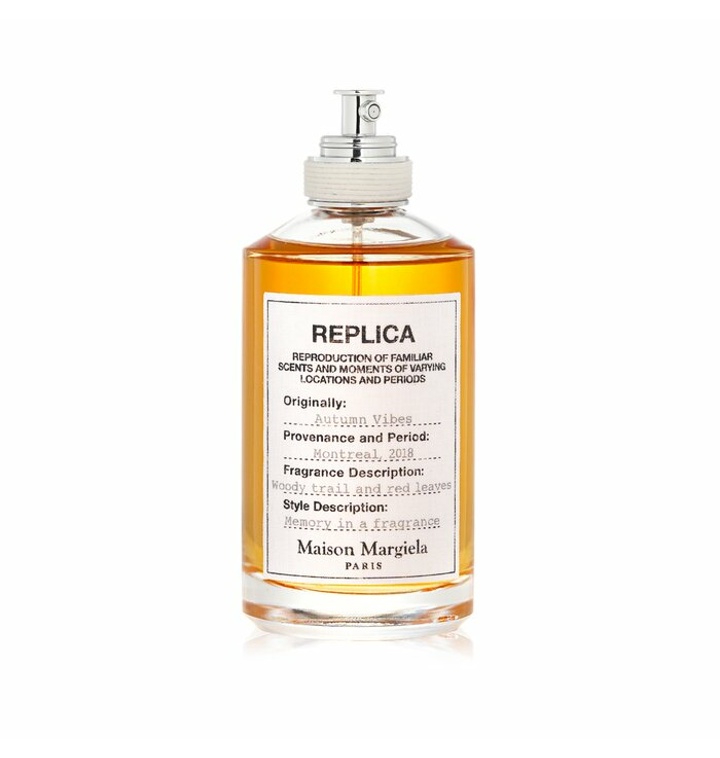 REPLICA
REPRODUCTION OF FAMILIAR
SCENTS AND MOMENTS OF VARYING
LOCATIONS AND PERIODS
Originally:
Autumn Vibes
Provenance and Period:
Montreal, 2018
Fragrance Description:
Woody trail and red leaves
Style Description:
Memory in a fragrance
Maison Margiela
PARIS